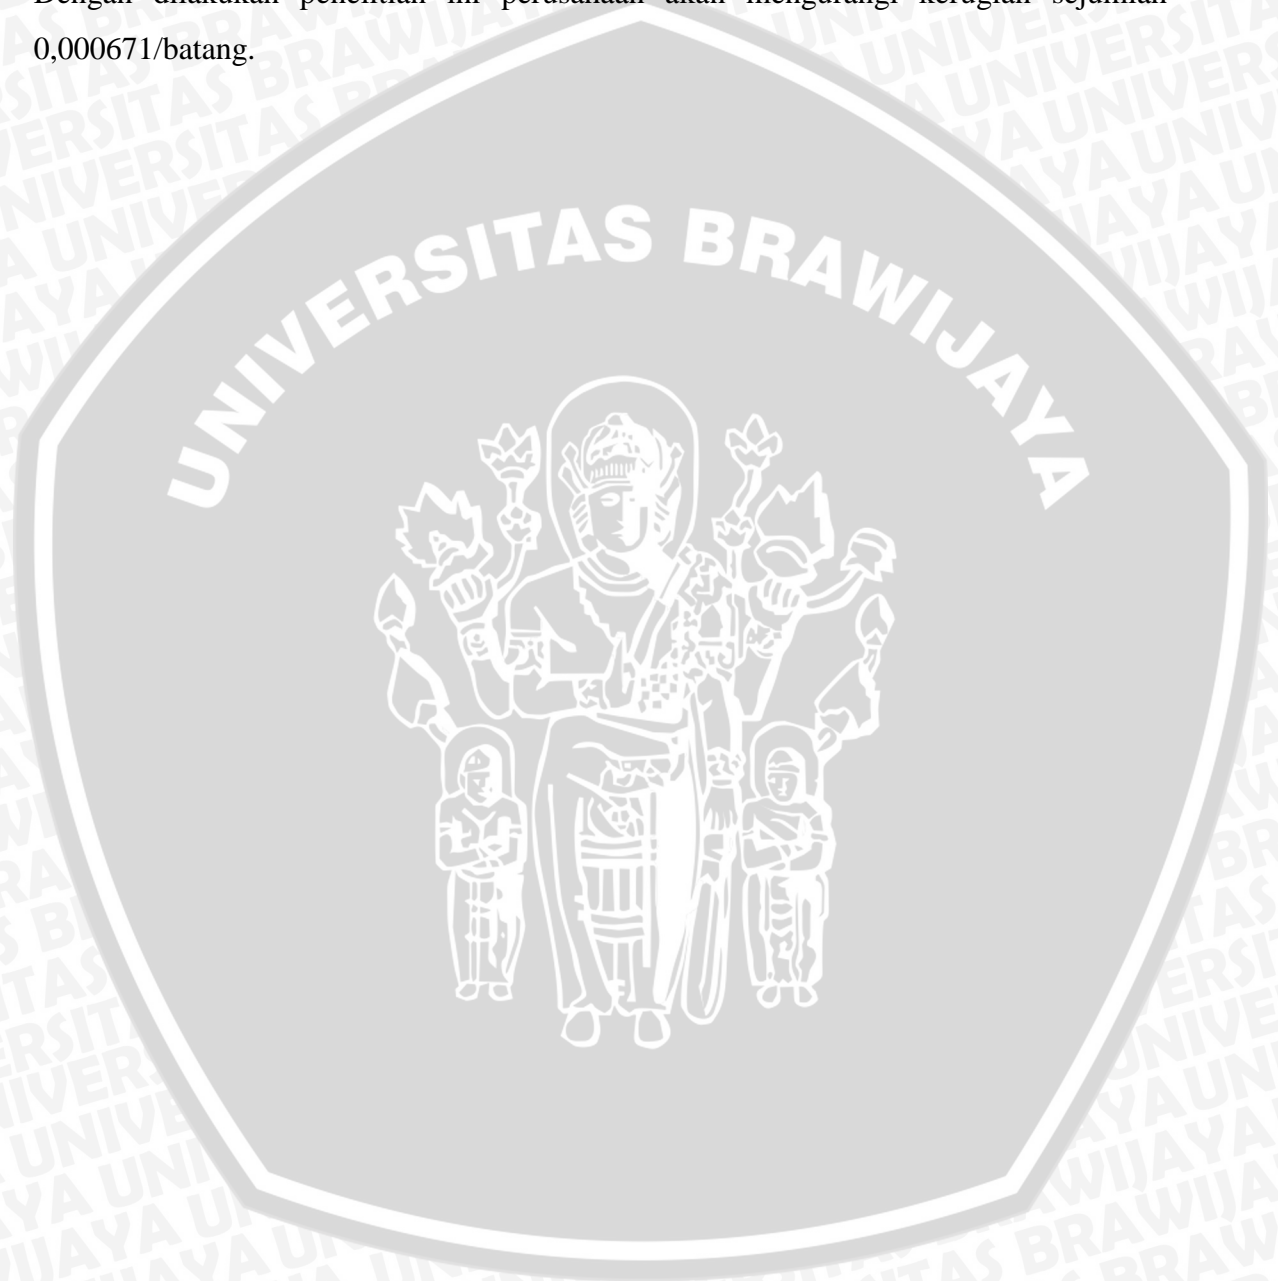 Dengan dilakukan penelitian ini perusahaan akan mengurangi kerugian sejumlah
0,000671/batang.
UNIVERSITAS BRAWIJAYA